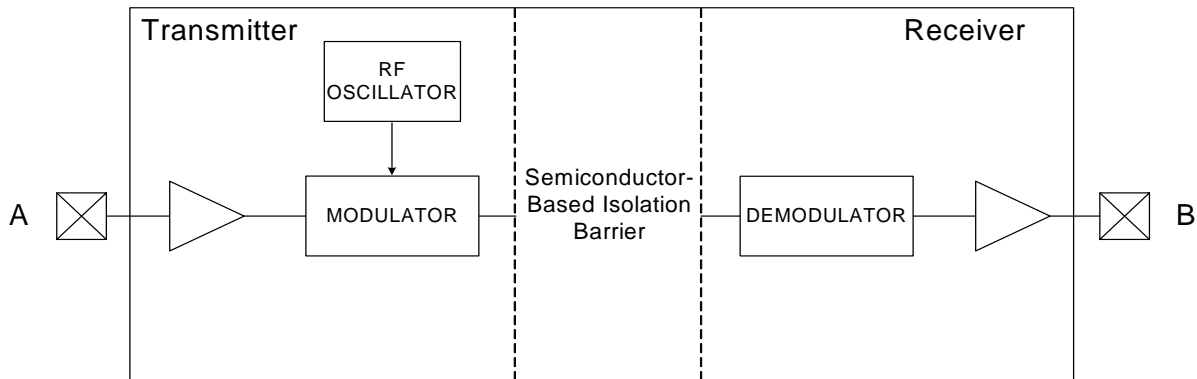 Transmitter
Receiver
RF
OSCILLATOR
MODULATOR
Semiconductor-
Based Isolation
Barrier
DEMODULATOR
A
B